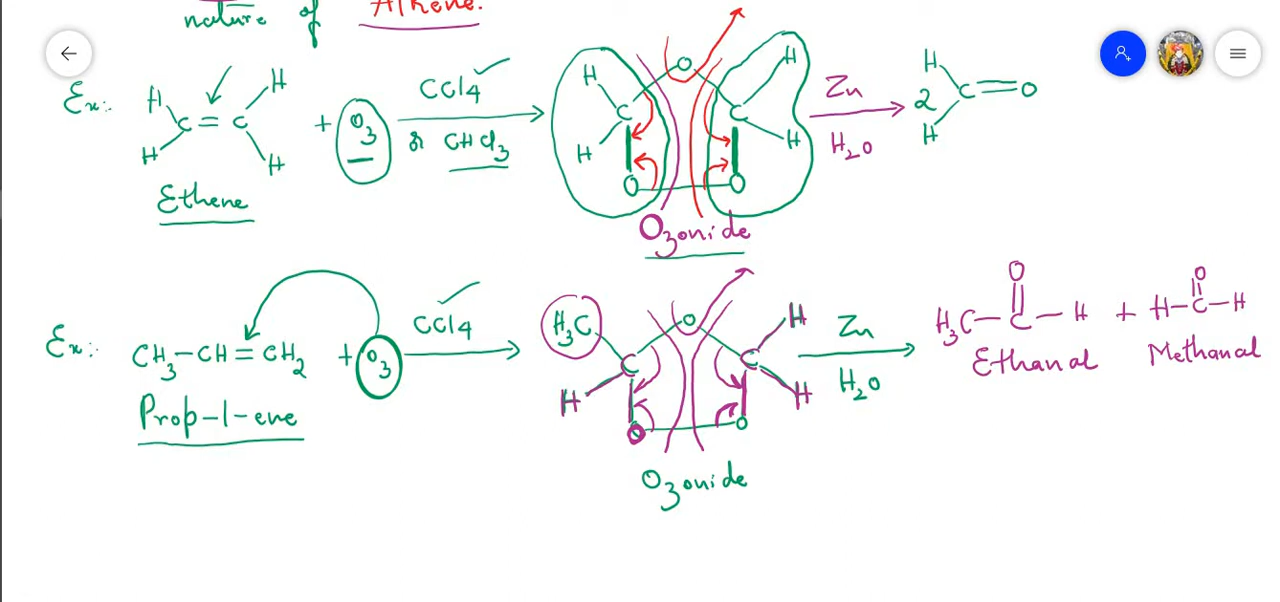 nature of Alkene.
Ex:- H H C = C H H + O3 CCl4 or CHCl3 H H C O C H H O O Zn H2O 2 H H C = O
Ethene Ozonide
Ex:- CH3-CH=CH2 + O3 CCl4 H3C H C O C H H O O Zn H2O H3C-C-H O + H-C-H O
Prop-1-ene Ethanal Methanal
Ozonide